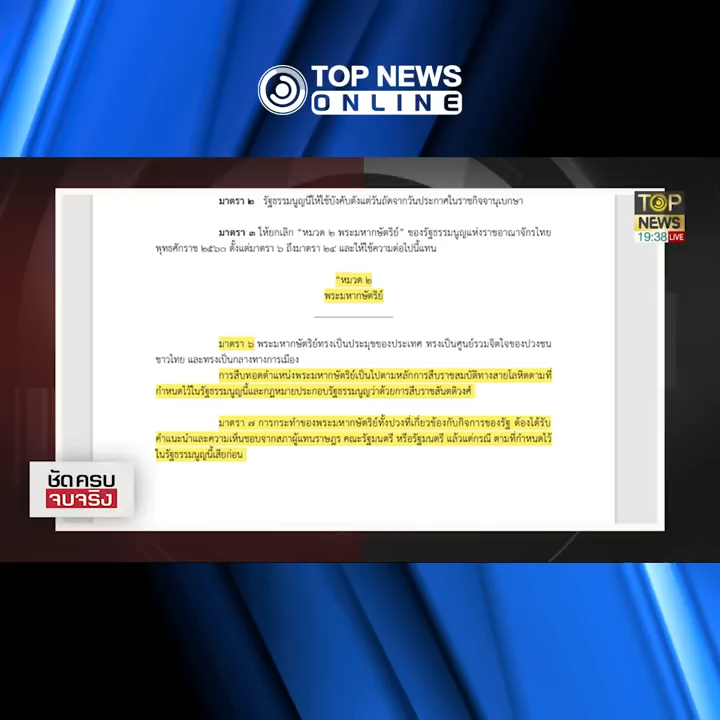 TOP NEWS
ONLINE
TOP
NEWS
19:38 LIVE
มาตรา ๒ รัฐธรรมนูญนี้ให้ใช้บังคับตั้งแต่วันถัดจากวันประกาศในราชกิจจานุเบกษา
มาตรา ๓ ให้ยกเลิก “หมวด ๒ พระมหากษัตริย์” ของรัฐธรรมนูญแห่งราชอาณาจักรไทย
พุทธศักราช ๒๕๖๐ ตั้งแต่มาตรา ๖ ถึงมาตรา ๒๔ และให้ใช้ความต่อไปนี้แทน
“หมวด ๒
พระมหากษัตริย์
มาตรา ๖ พระมหากษัตริย์ทรงเป็นประมุขของประเทศ ทรงเป็นศูนย์รวมจิตใจของปวงชน
ชาวไทย และทรงเป็นกลางทางการเมือง
การสืบทอดตำแหน่งพระมหากษัตริย์เป็นไปตามหลักการสืบราชสมบัติทางสายโลหิตตามที่
กำหนดไว้ในรัฐธรรมนูญนี้และกฎหมายประกอบรัฐธรรมนูญว่าด้วยการสืบราชสันตติวงศ์
มาตรา ๗ การกระทำของพระมหากษัตริย์ทั้งปวงที่เกี่ยวข้องกับกิจการของรัฐ ต้องได้รับ
คำแนะนำและความเห็นชอบจากสภาผู้แทนราษฎร คณะรัฐมนตรี หรือรัฐมนตรี แล้วแต่กรณี ตามที่กำหนดไว้
ในรัฐธรรมนูญนี้เสียก่อน
ชัดครบ
จบจริง